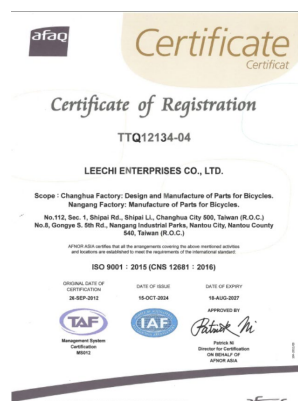 afaq
Certificate
Certificat
Certificate of Registration
TTQ12134-04
LEECHI ENTERPRISES CO., LTD.
Scope : Changhua Factory: Design and Manufacture of Parts for Bicycles.
Nangang Factory: Manufacture of Parts for Bicycles.
No.112, Sec. 1, Shipai Rd., Shipai Li., Changhua City 500, Taiwan (R.O.C.)
No.8, Gongye S. 5th Rd., Nangang Industrial Parks, Nantou City, Nantou County
540, Taiwan (R.O.C.)
AFNOR ASIA certifies that all the arrangements covering the above mentioned activities
and locations are established to meet the requirements of the international standard:
ISO 9001 : 2015 (CNS 12681 : 2016)
ORIGINAL DATE OF
CERTIFICATION
DATE OF ISSUE
DATE OF EXPIRY
26-SEP-2012
15-OCT-2024
18-AUG-2027
APPROVED BY
TAF
IAF
Patrick Ni
Management System
Certification
MS012
Patrick Ni
Director for Certification
ON BEHALF OF
AFNOR ASIA